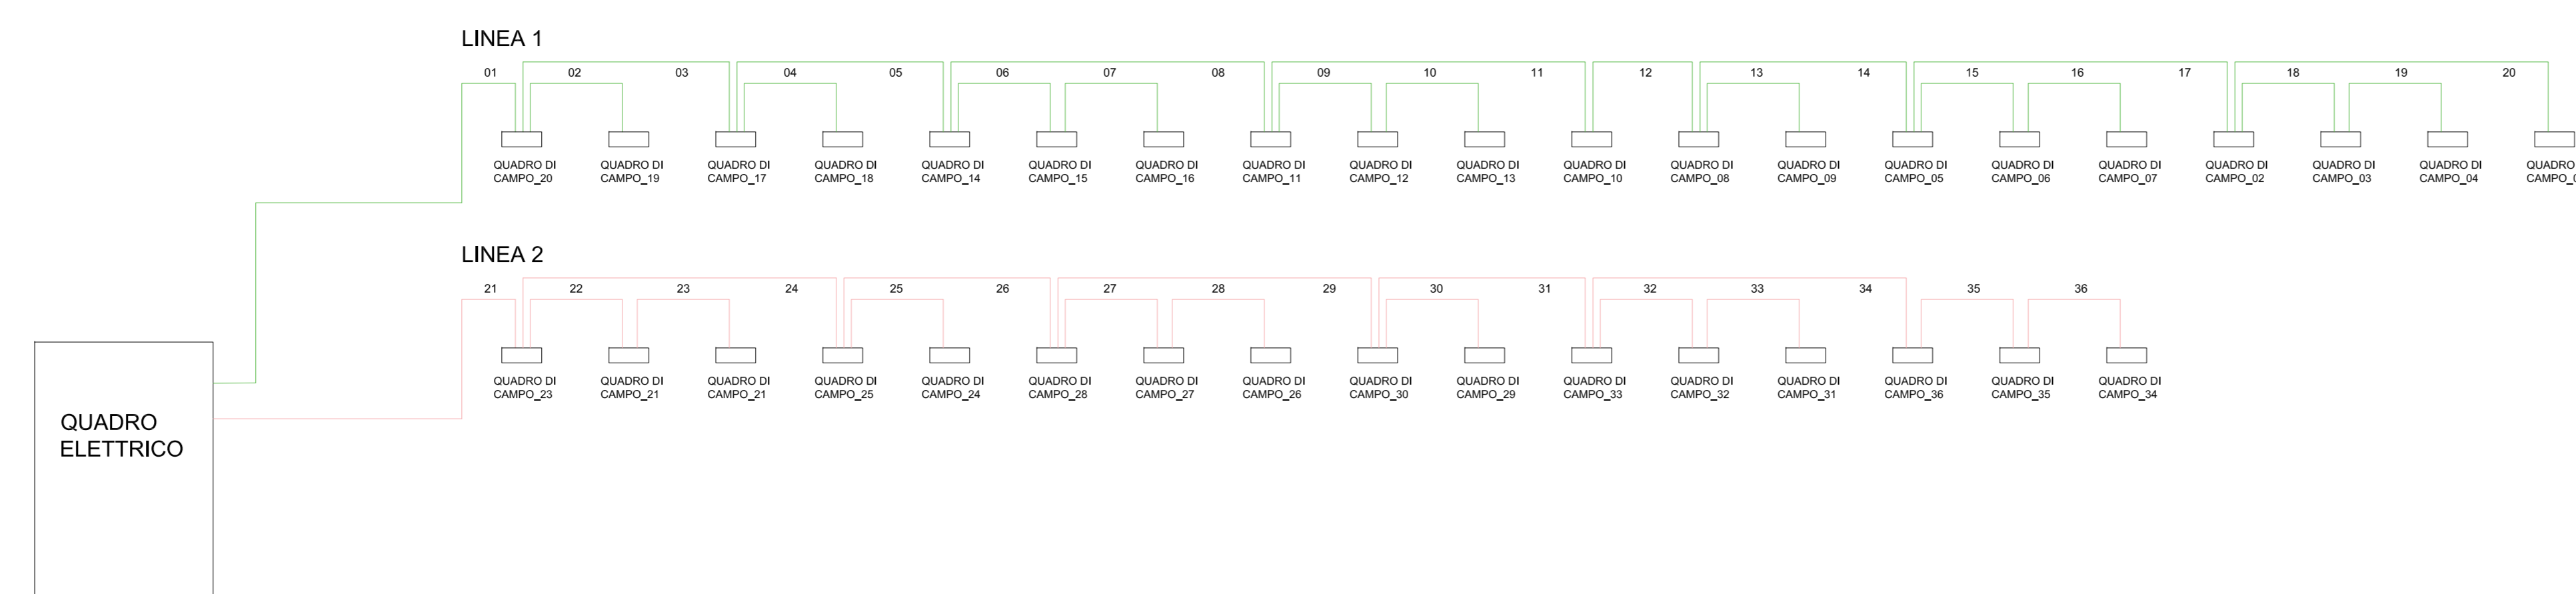 LINEA 1
01 02 03 04 05 06 07 08 09 10 11 12 13 14 15 16 17 18 19 20
QUADRO DI QUADRO DI QUADRO DI QUADRO DI QUADRO DI QUADRO DI QUADRO DI QUADRO DI QUADRO DI QUADRO DI QUADRO DI QUADRO DI QUADRO DI QUADRO DI QUADRO DI QUADRO DI QUADRO DI QUADRO DI QUADRO DI QUADRO
CAMPO_20 CAMPO_19 CAMPO_17 CAMPO_18 CAMPO_14 CAMPO_15 CAMPO_16 CAMPO_11 CAMPO_12 CAMPO_13 CAMPO_10 CAMPO_08 CAMPO_09 CAMPO_05 CAMPO_06 CAMPO_07 CAMPO_02 CAMPO_03 CAMPO_04
LINEA 2
21 22 23 24 25 26 27 28 29 30 31 32 33 34 35 36
QUADRO DI QUADRO DI QUADRO DI QUADRO DI QUADRO DI QUADRO DI QUADRO DI QUADRO DI QUADRO DI QUADRO DI QUADRO DI QUADRO DI QUADRO DI QUADRO DI QUADRO DI QUADRO DI
CAMPO_23 CAMPO_21 CAMPO_21 CAMPO_25 CAMPO_24 CAMPO_28 CAMPO_27 CAMPO_26 CAMPO_30 CAMPO_29 CAMPO_33 CAMPO_32 CAMPO_31 CAMPO_36 CAMPO_35 CAMPO_34
QUADRO
ELETTRICO